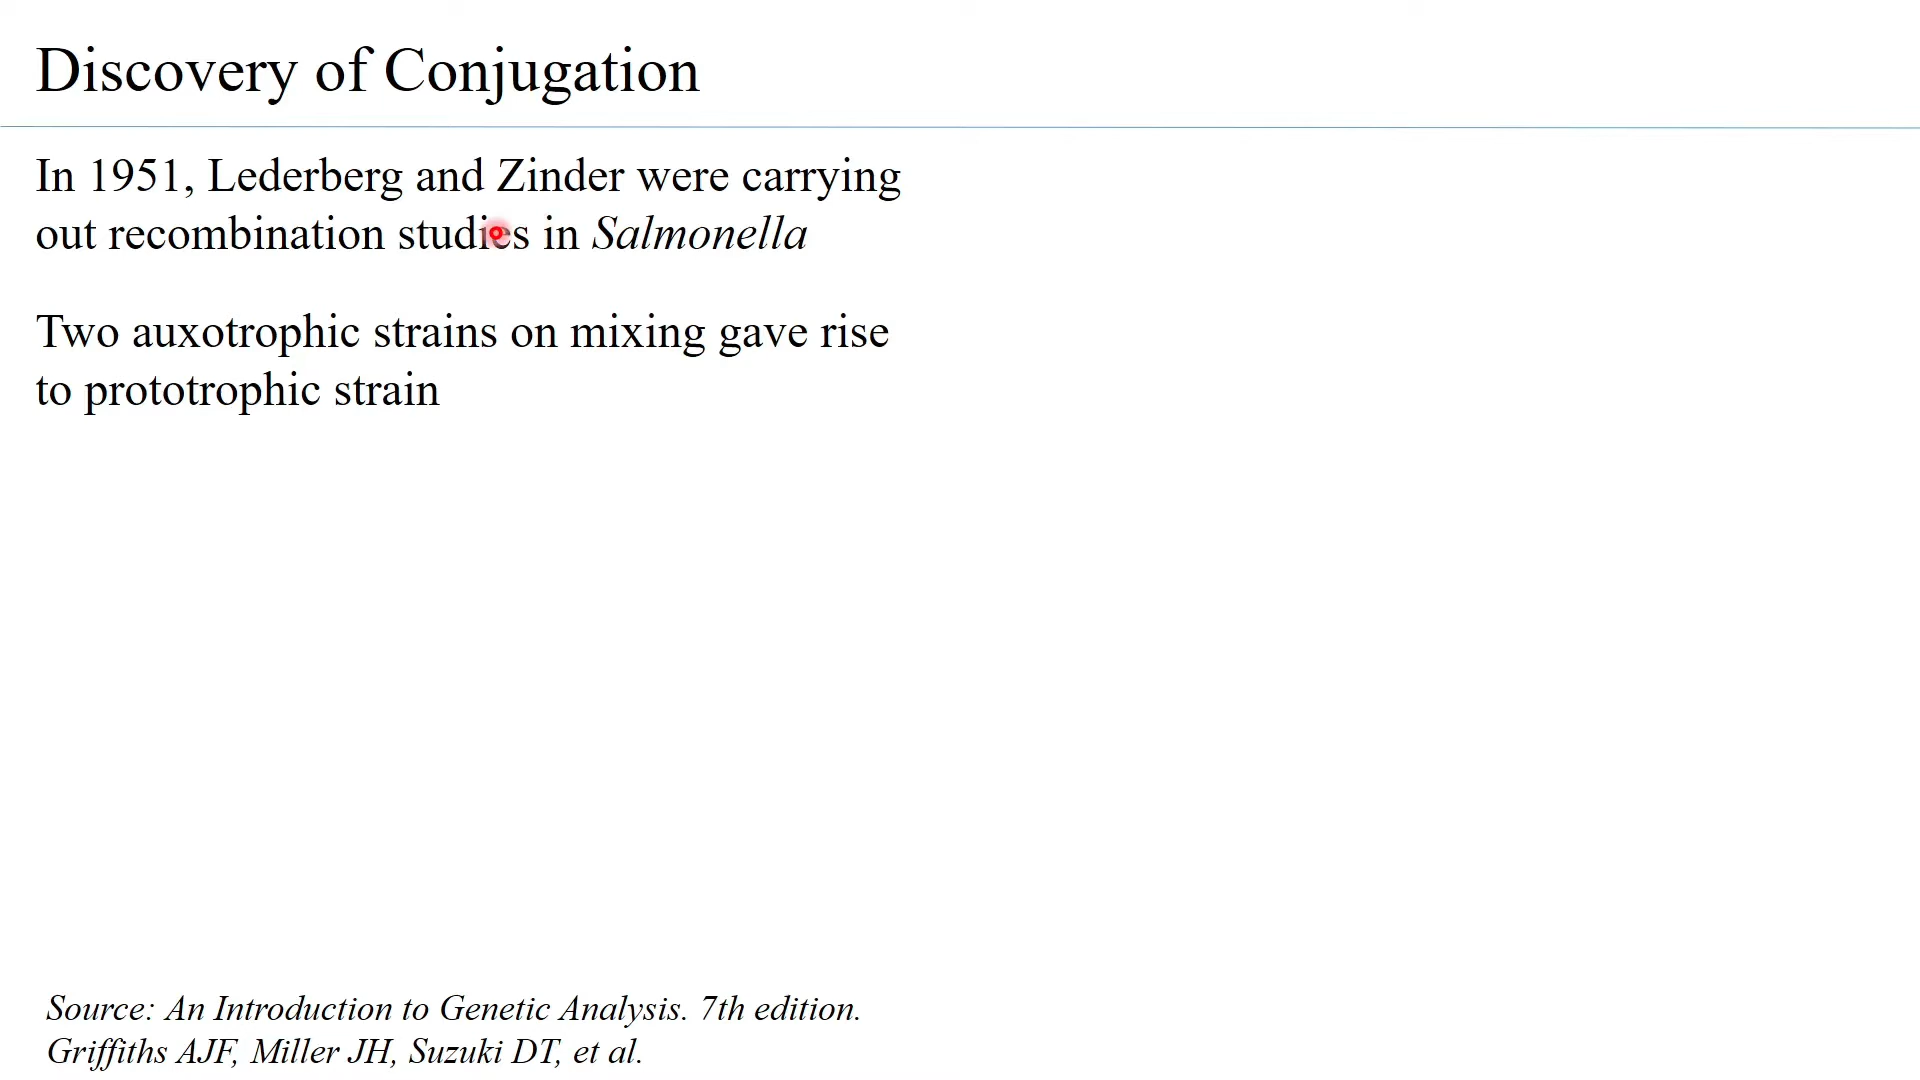 Discovery of Conjugation
In 1951, Lederberg and Zinder were carrying
out recombination studies in Salmonella
Two auxotrophic strains on mixing gave rise
to prototrophic strain
Source: An Introduction to Genetic Analysis. 7th edition.
Griffiths AJF, Miller JH, Suzuki DT, et al.